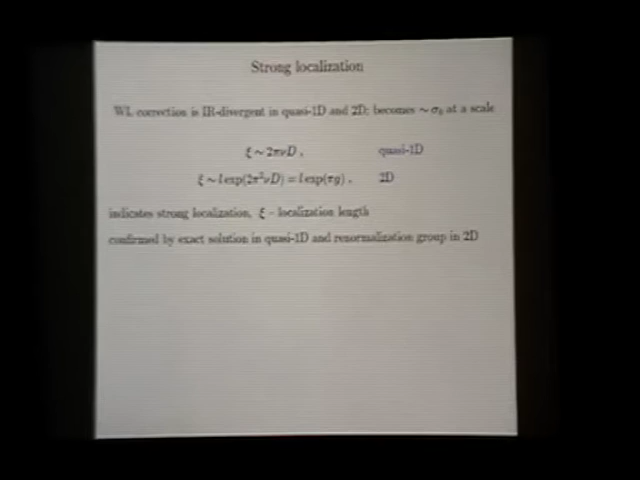 Strong localization
WL correction is IR-divergent in quasi-1D and 2D; becomes ∼ σ₀ at a scale
ξ ∼ 2πνD , quasi-1D
ξ ∼ l exp(2π²νD) = l exp(πg) , 2D
indicates strong localization, ξ – localization length
confirmed by exact solution in quasi-1D and renormalization group in 2D